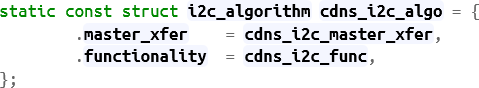 static const struct i2c_algorithm cdns_i2c_algo = {
        .master_xfer    = cdns_i2c_master_xfer,
        .functionality  = cdns_i2c_func,
};